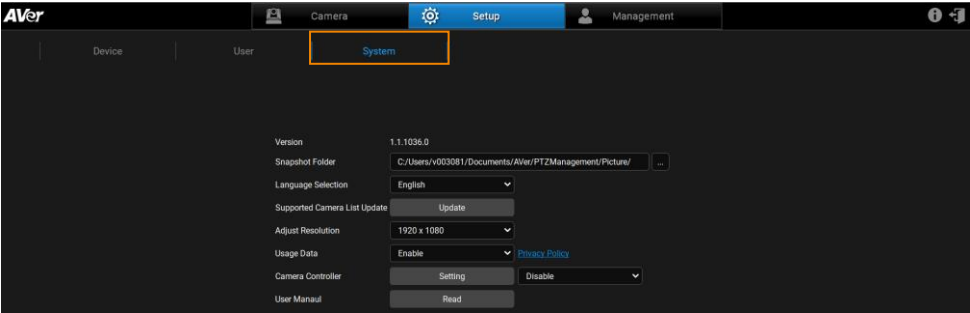 AVer Camera Setup Management
Device User System
Version 1.1.1036.0
Snapshot Folder C:/Users/v003081/Documents/AVer/PTZManagement/Picture/ ...
Language Selection English
Supported Camera List Update Update
Adjust Resolution 1920 x 1080
Usage Data Enable Privacy Policy
Camera Controller Setting Disable
User Manaul Read